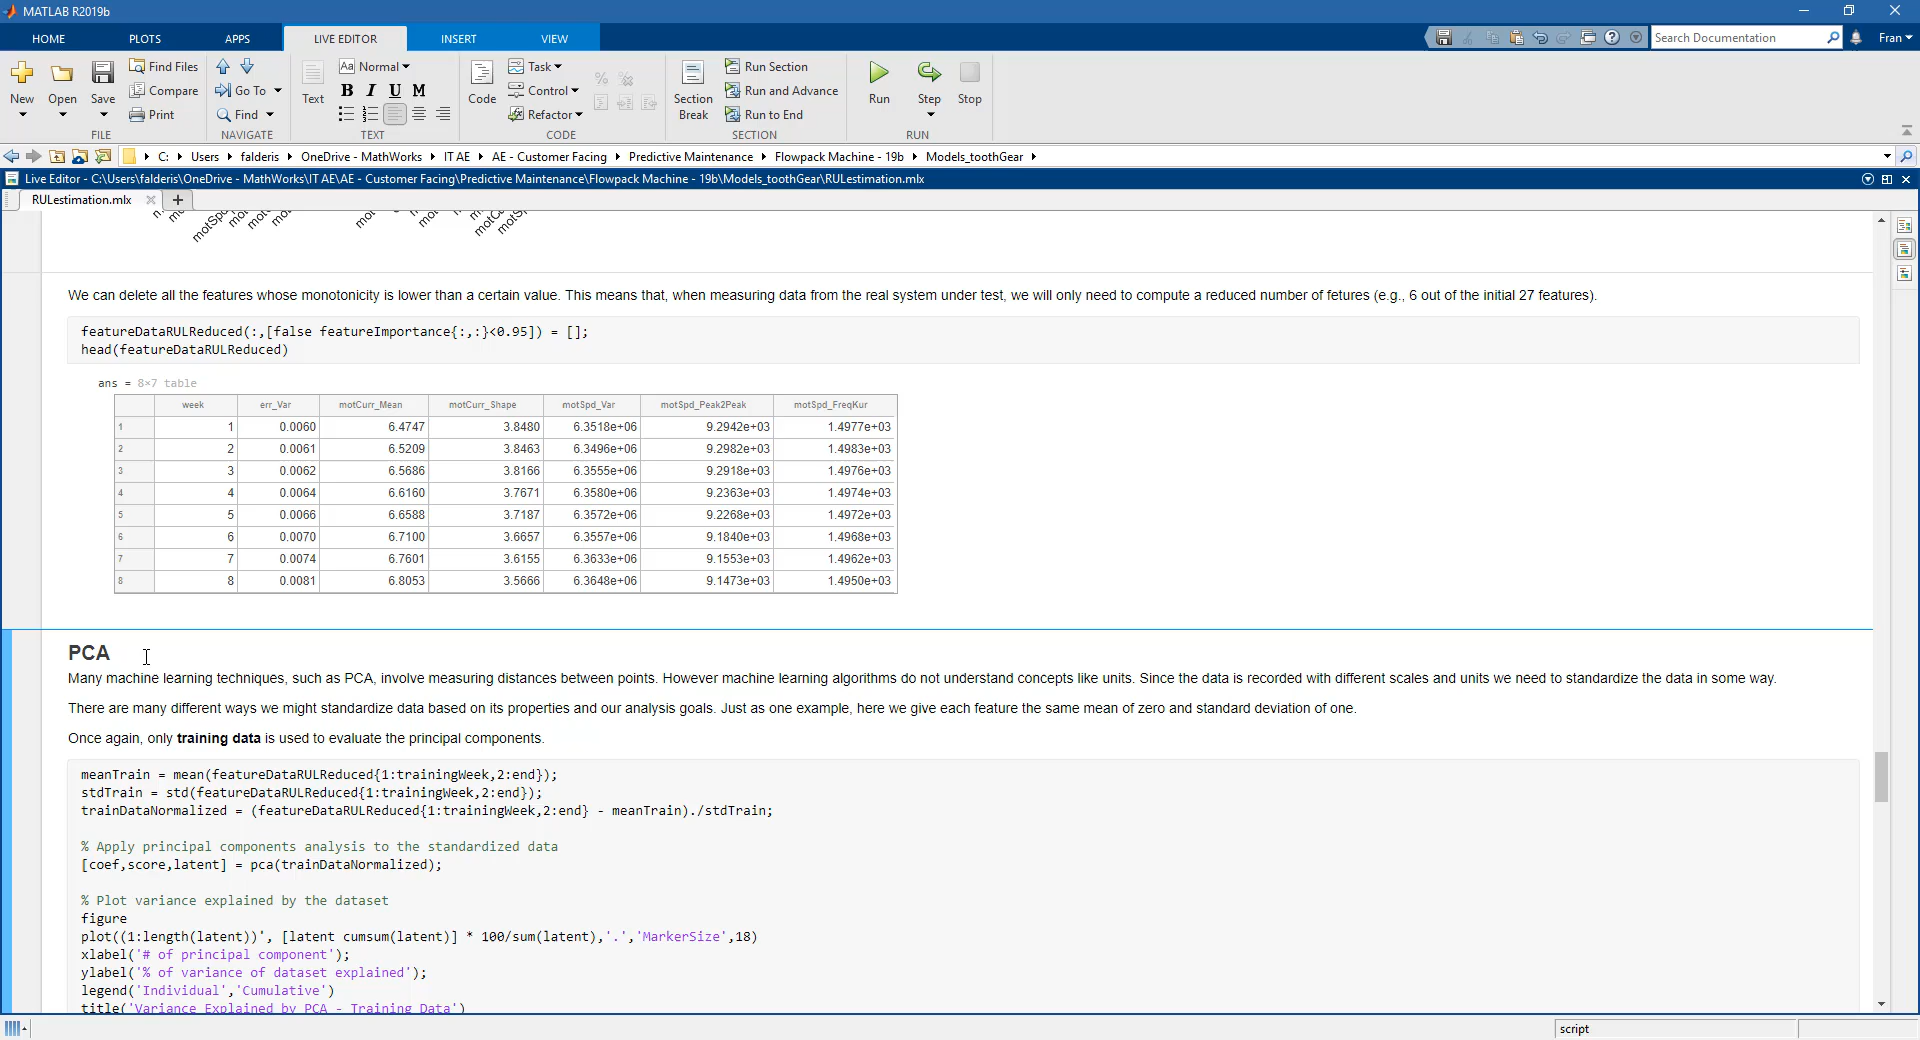 MATLAB R2019b
HOME PLOTS APPS LIVE EDITOR INSERT VIEW
Search Documentation Fran
New Open Save Find Files Compare Print
FILE
Go To Find
NAVIGATE
Text Aa Normal B I U M
TEXT
Code Task Control Refactor
CODE
Section Break Run Section Run and Advance Run to End
SECTION
Run Step Stop
RUN
C: Users falderis OneDrive - MathWorks IT AE AE - Customer Facing Predictive Maintenance Flowpack Machine - 19b Models_toothGear
Live Editor - C:\Users\falderis\OneDrive - MathWorks\IT AE\AE - Customer Facing\Predictive Maintenance\Flowpack Machine - 19b\Models_toothGear\RULestimation.mlx
RULestimation.mlx
We can delete all the features whose monotonicity is lower than a certain value. This means that, when measuring data from the real system under test, we will only need to compute a reduced number of fetures (e.g., 6 out of the initial 27 features).
featureDataRULReduced(:,[false featureImportance{:,:}<0.95]) = [];
head(featureDataRULReduced)
ans = 8×7 table
week err_Var motCurr_Mean motCurr_Shape motSpd_Var motSpd_Peak2Peak motSpd_FreqKur
1 1 0.0060 6.4747 3.8480 6.3518e+06 9.2942e+03 1.4977e+03
2 2 0.0061 6.5209 3.8463 6.3496e+06 9.2982e+03 1.4983e+03
3 3 0.0062 6.5686 3.8166 6.3555e+06 9.2918e+03 1.4976e+03
4 4 0.0064 6.6160 3.7671 6.3580e+06 9.2363e+03 1.4974e+03
5 5 0.0066 6.6588 3.7187 6.3572e+06 9.2268e+03 1.4972e+03
6 6 0.0070 6.7100 3.6657 6.3557e+06 9.1840e+03 1.4968e+03
7 7 0.0074 6.7601 3.6155 6.3633e+06 9.1553e+03 1.4962e+03
8 8 0.0081 6.8053 3.5666 6.3648e+06 9.1473e+03 1.4950e+03
PCA
Many machine learning techniques, such as PCA, involve measuring distances between points. However machine learning algorithms do not understand concepts like units. Since the data is recorded with different scales and units we need to standardize the data in some way.
There are many different ways we might standardize data based on its properties and our analysis goals. Just as one example, here we give each feature the same mean of zero and standard deviation of one.
Once again, only training data is used to evaluate the principal components.
meanTrain = mean(featureDataRULReduced{1:trainingWeek,2:end});
stdTrain = std(featureDataRULReduced{1:trainingWeek,2:end});
trainDataNormalized = (featureDataRULReduced{1:trainingWeek,2:end} - meanTrain)./stdTrain;
% Apply principal components analysis to the standardized data
[coef,score,latent] = pca(trainDataNormalized);
% Plot variance explained by the dataset
figure
plot((1:length(latent))', [latent cumsum(latent)] * 100/sum(latent),'.','MarkerSize',18)
xlabel('# of principal component');
ylabel('% of variance of dataset explained');
legend('Individual','Cumulative')
title('Variance Explained by PCA - Training Data')
script